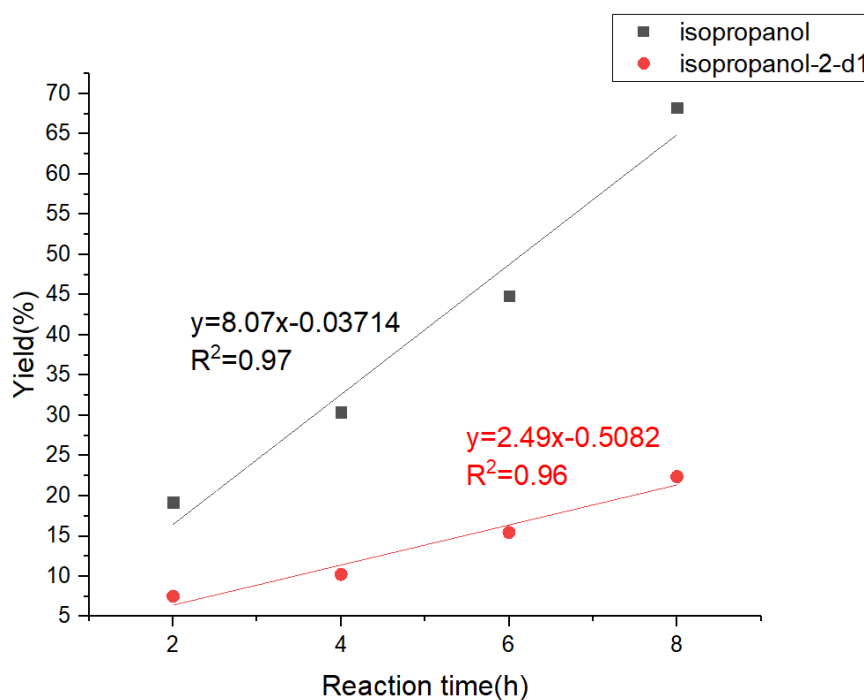 isopropanol
isopropanol-2-d1
70
65
60
55
50
45
40
35
30
25
20
15
10
5
Yield(%)
y=8.07x-0.03714
R²=0.97
y=2.49x-0.5082
R²=0.96
2
4
6
8
Reaction time(h)